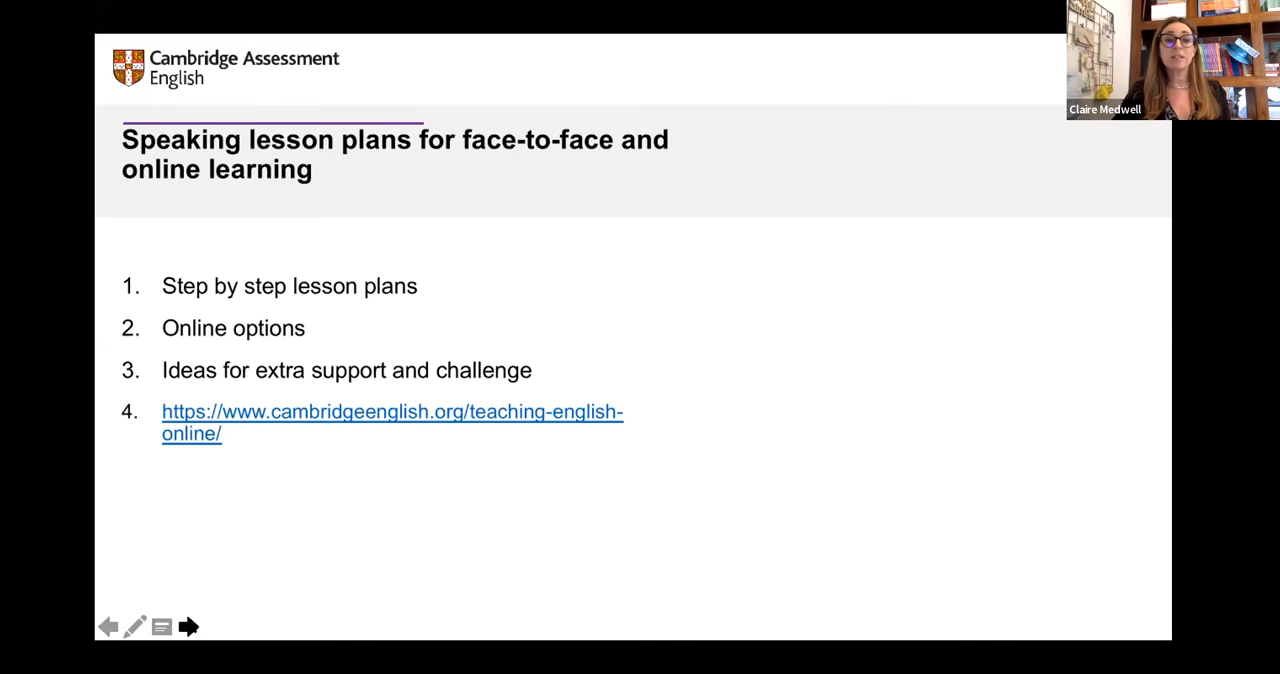 Cambridge Assessment
English
Claire Medwell
Speaking lesson plans for face-to-face and
online learning
1. Step by step lesson plans
2. Online options
3. Ideas for extra support and challenge
4. https://www.cambridgeenglish.org/teaching-english-
online/